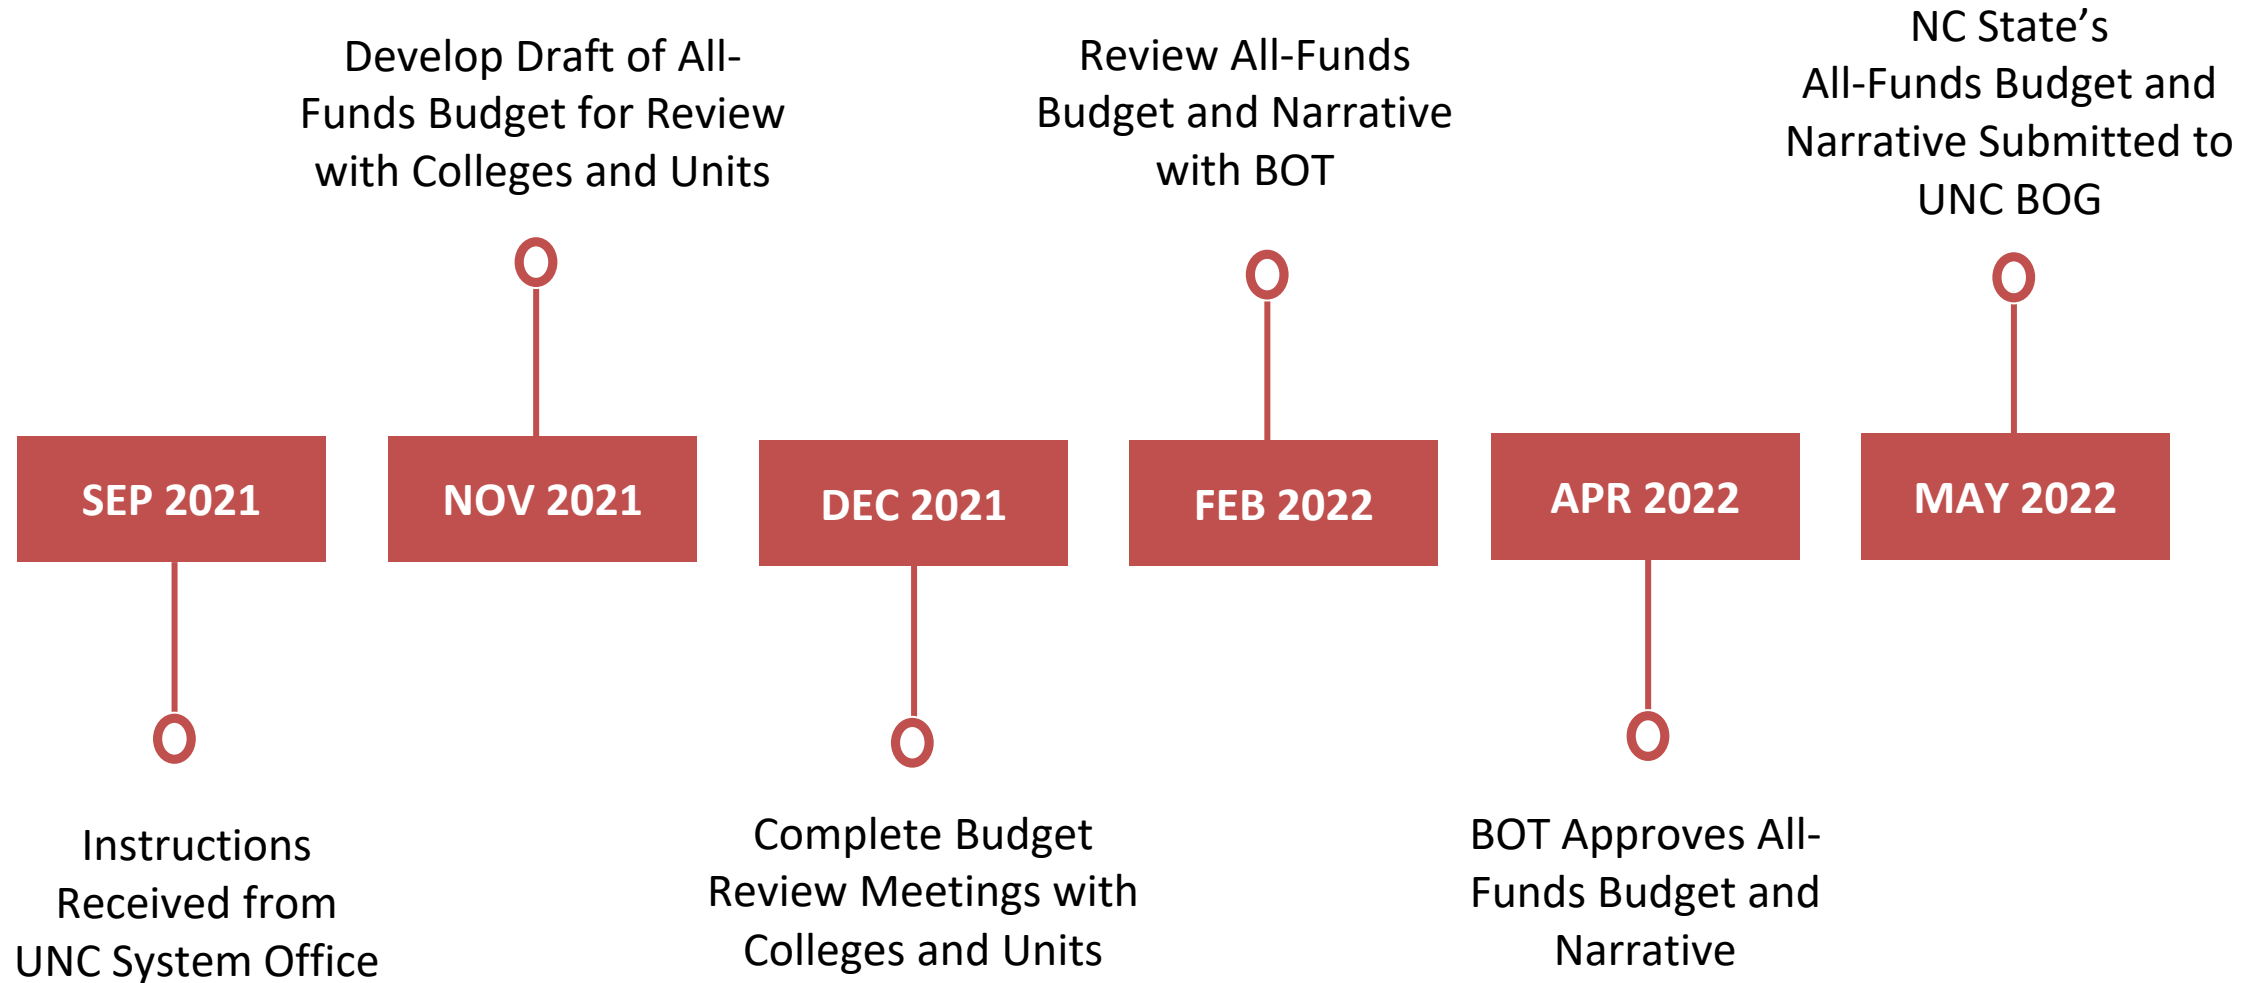 Develop Draft of All-
Funds Budget for Review
with Colleges and Units
Review All-Funds
Budget and Narrative
with BOT
NC State’s
All-Funds Budget and
Narrative Submitted to
UNC BOG
SEP 2021
NOV 2021
DEC 2021
FEB 2022
APR 2022
MAY 2022
Instructions
Received from
UNC System Office
Complete Budget
Review Meetings with
Colleges and Units
BOT Approves All-
Funds Budget and
Narrative